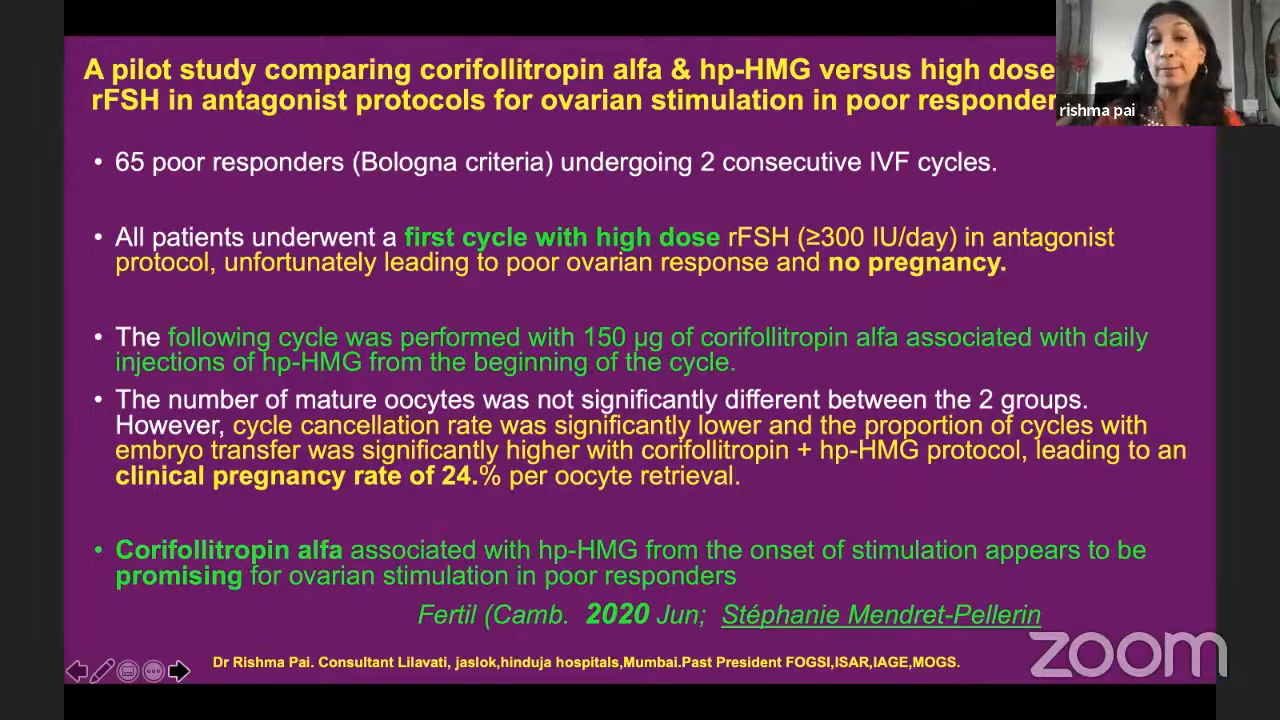 A pilot study comparing corifollitropin alfa & hp-HMG versus high dose
rFSH in antagonist protocols for ovarian stimulation in poor responder
rishma pai
• 65 poor responders (Bologna criteria) undergoing 2 consecutive IVF cycles.
• All patients underwent a first cycle with high dose rFSH (≥300 IU/day) in antagonist
protocol, unfortunately leading to poor ovarian response and no pregnancy.
• The following cycle was performed with 150 µg of corifollitropin alfa associated with daily
injections of hp-HMG from the beginning of the cycle.
• The number of mature oocytes was not significantly different between the 2 groups.
However, cycle cancellation rate was significantly lower and the proportion of cycles with
embryo transfer was significantly higher with corifollitropin + hp-HMG protocol, leading to an
clinical pregnancy rate of 24.% per oocyte retrieval.
• Corifollitropin alfa associated with hp-HMG from the onset of stimulation appears to be
promising for ovarian stimulation in poor responders
Fertil (Camb. 2020 Jun; Stéphanie Mendret-Pellerin
Dr Rishma Pai. Consultant Lilavati, jaslok,hinduja hospitals,Mumbai.Past President FOGSI,ISAR,IAGE,MOGS.
zoom